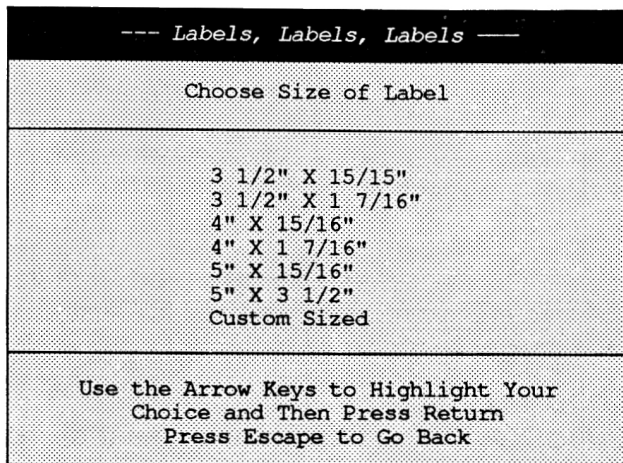 --- Labels, Labels, Labels ---
Choose Size of Label
3 1/2" X 15/15"
3 1/2" X 1 7/16"
4" X 15/16"
4" X 1 7/16"
5" X 15/16"
5" X 3 1/2"
Custom Sized
Use the Arrow Keys to Highlight Your
Choice and Then Press Return
Press Escape to Go Back